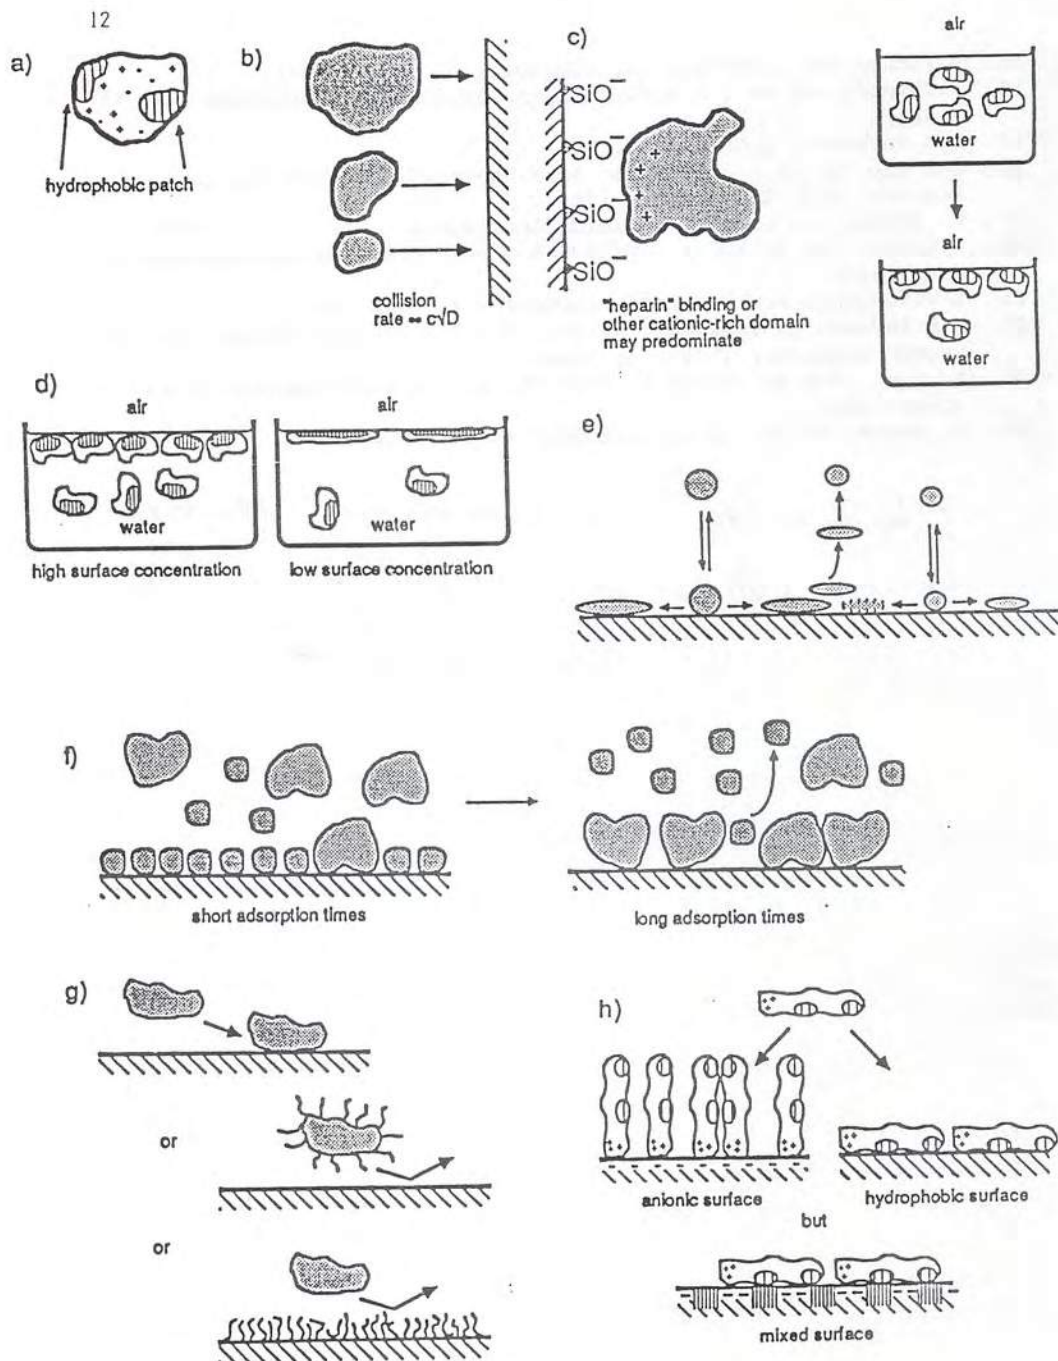 12
a)
hydrophobic patch
b)
collision
rate ∞ c√D
c)
SiO⁻
SiO⁻
SiO⁻
SiO⁻
"heparin" binding or
other cationic-rich domain
may predominate
air
water
air
water
d)
air
water
high surface concentration
air
water
low surface concentration
e)
f)
short adsorption times
long adsorption times
g)
or
or
h)
anionic surface
hydrophobic surface
but
mixed surface